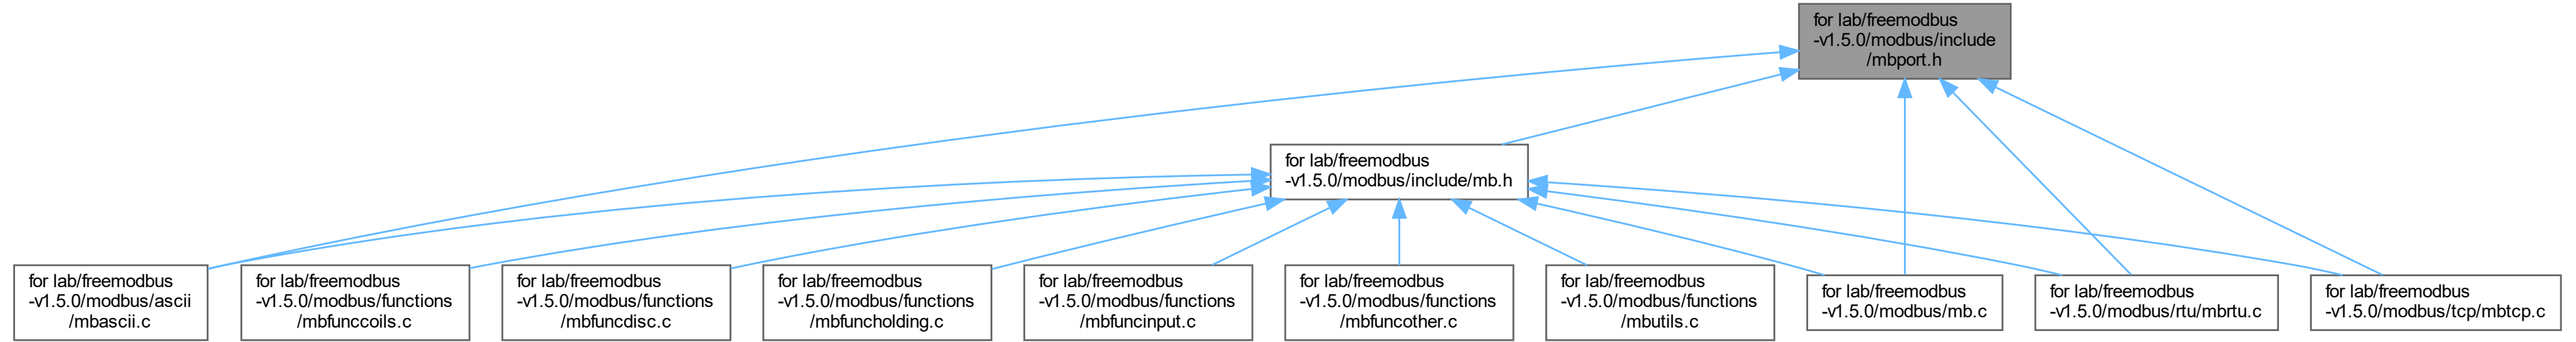 for lab/freemodbus
-v1.5.0/modbus/include
/mbport.h
for lab/freemodbus
-v1.5.0/modbus/include/mb.h
for lab/freemodbus
-v1.5.0/modbus/ascii
/mbascii.c
for lab/freemodbus
-v1.5.0/modbus/functions
/mbfunccoils.c
for lab/freemodbus
-v1.5.0/modbus/functions
/mbfuncdisc.c
for lab/freemodbus
-v1.5.0/modbus/functions
/mbfuncholding.c
for lab/freemodbus
-v1.5.0/modbus/functions
/mbfuncinput.c
for lab/freemodbus
-v1.5.0/modbus/functions
/mbfuncother.c
for lab/freemodbus
-v1.5.0/modbus/functions
/mbutils.c
for lab/freemodbus
-v1.5.0/modbus/mb.c
for lab/freemodbus
-v1.5.0/modbus/rtu/mbrtu.c
for lab/freemodbus
-v1.5.0/modbus/tcp/mbtcp.c